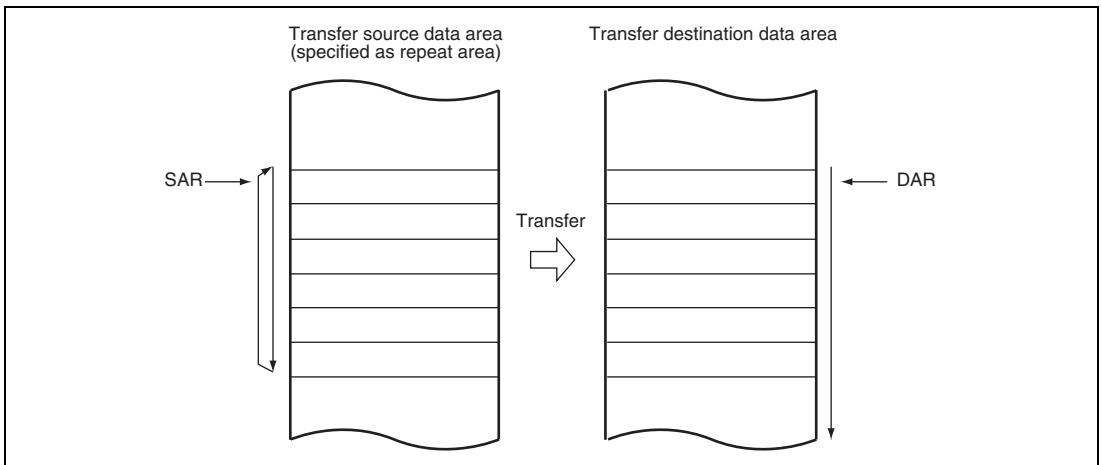 Transfer source data area
(specified as repeat area)
Transfer destination data area
SAR
Transfer
DAR